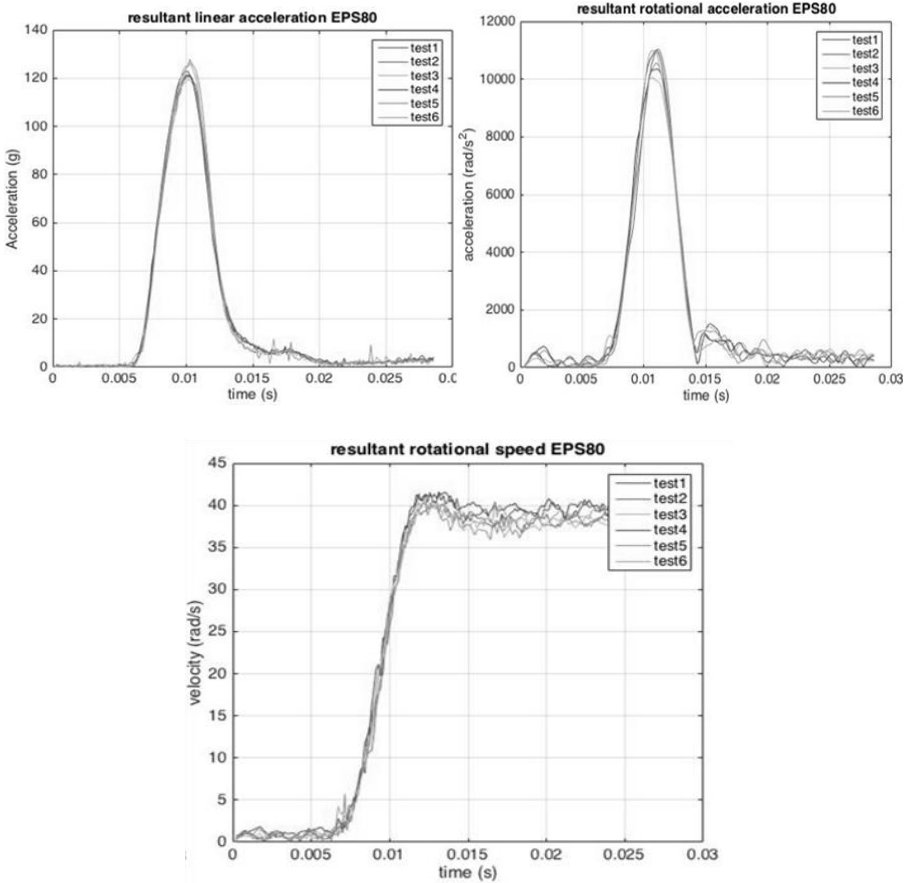 resultant linear acceleration EPS80
140
120
100
80
60
40
20
0
Acceleration (g)
0 0.005 0.01 0.015 0.02 0.025 0.0
time (s)
test1
test2
test3
test4
test5
test6
resultant rotational acceleration EPS80
12000
10000
8000
6000
4000
2000
0
acceleration (rad/s²)
0 0.005 0.01 0.015 0.02 0.025 0.03
time (s)
test1
test2
test3
test4
test5
test6
resultant rotational speed EPS80
45
40
35
30
25
20
15
10
5
0
velocity (rad/s)
0 0.005 0.01 0.015 0.02 0.025 0.03
time (s)
test1
test2
test3
test4
test5
test6